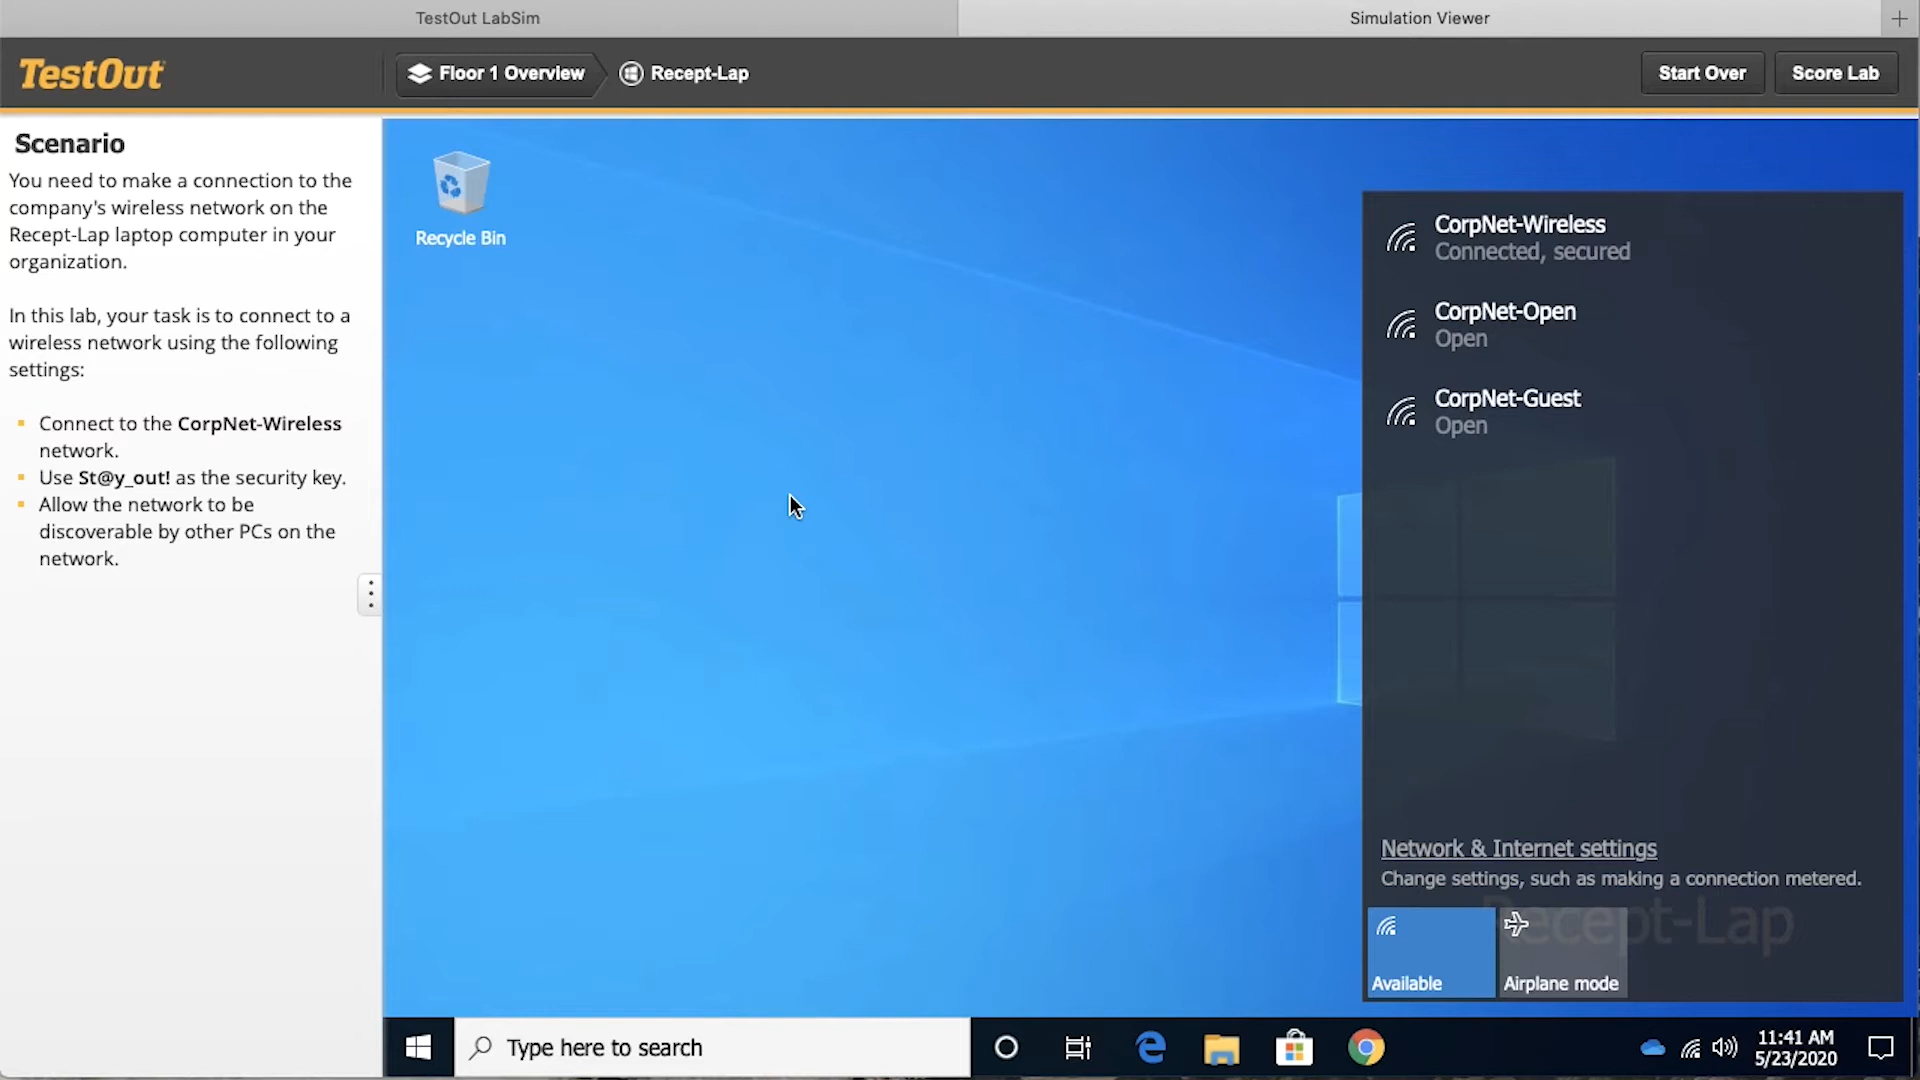 TestOut LabSim
Simulation Viewer
TestOut
Floor 1 Overview
Recept-Lap
Start Over
Score Lab
Scenario
You need to make a connection to the
company's wireless network on the
Recept-Lap laptop computer in your
organization.
In this lab, your task is to connect to a
wireless network using the following
settings:
Connect to the CorpNet-Wireless
network.
Use St@y_out! as the security key.
Allow the network to be
discoverable by other PCs on the
network.
Recycle Bin
CorpNet-Wireless
Connected, secured
CorpNet-Open
Open
CorpNet-Guest
Open
Network & Internet settings
Change settings, such as making a connection metered.
Recept-Lap
Available
Airplane mode
Type here to search
11:41 AM
5/23/2020